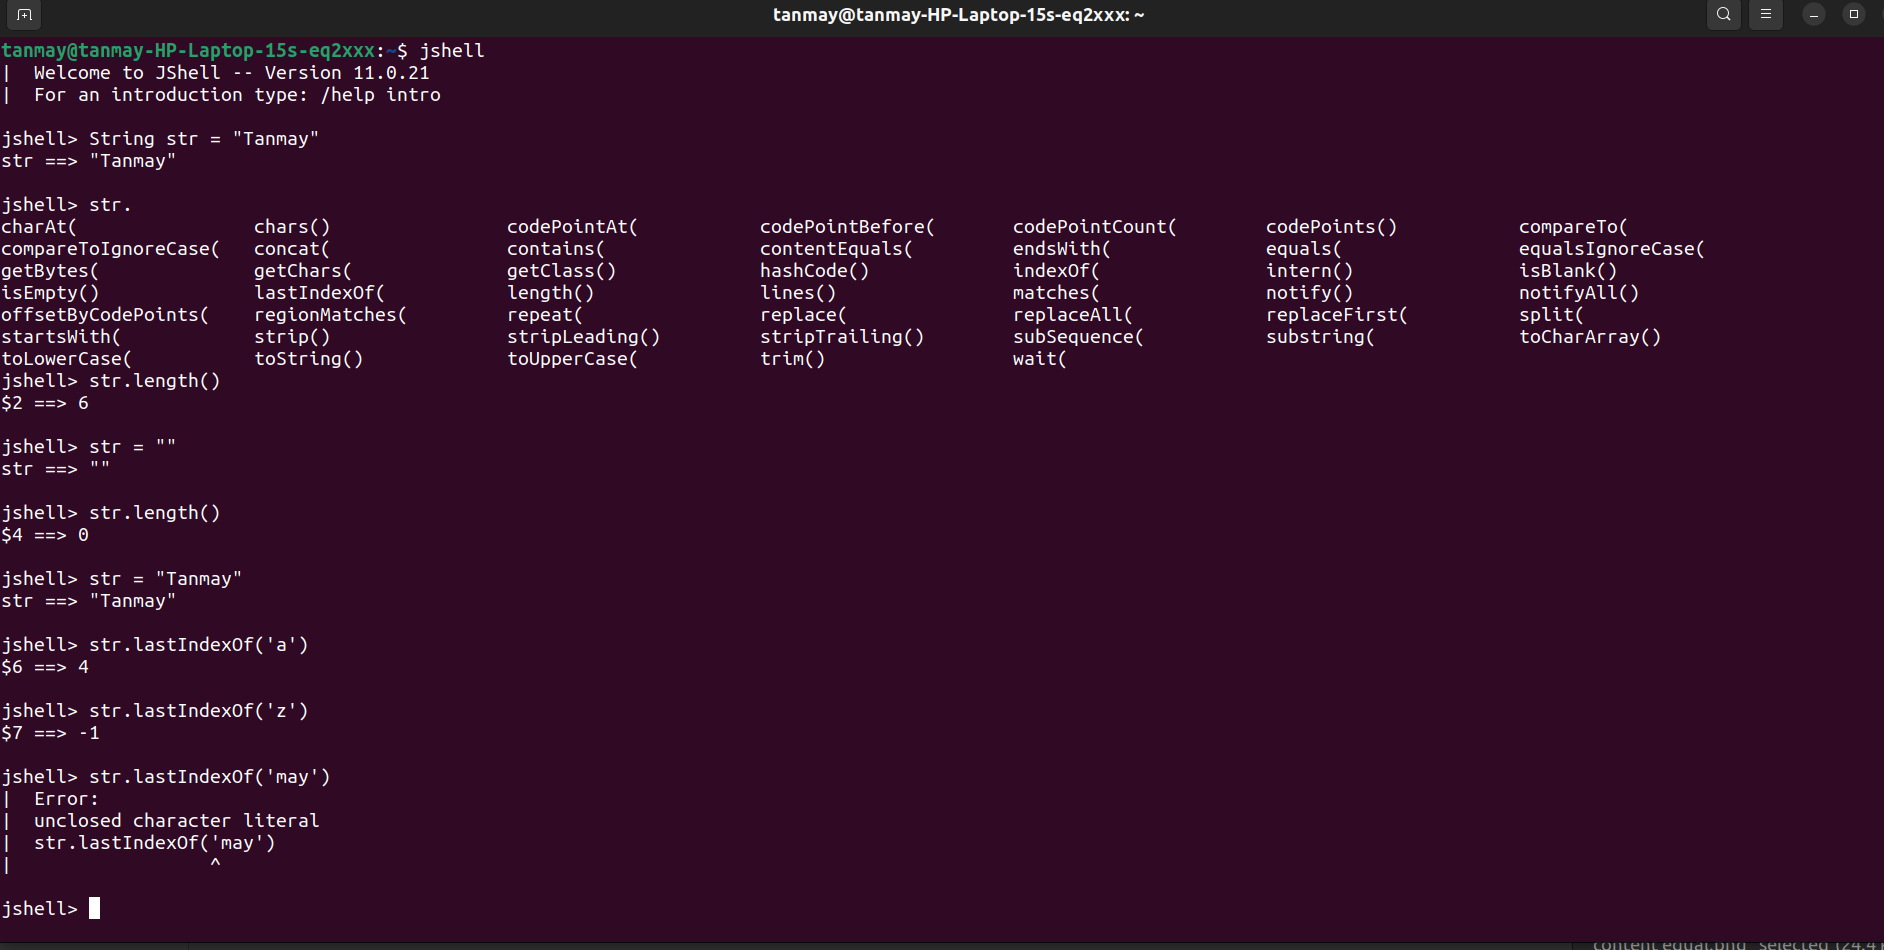 tanmay@tanmay-HP-Laptop-15s-eq2xxx: ~
tanmay@tanmay-HP-Laptop-15s-eq2xxx:~$ jshell
|  Welcome to JShell -- Version 11.0.21
|  For an introduction type: /help intro
jshell> String str = "Tanmay"
str ==> "Tanmay"
jshell> str.
charAt(                chars()                codePointAt(           codePointBefore(       codePointCount(        codePoints()           compareTo(
compareToIgnoreCase(   concat(                contains(              contentEquals(         endsWith(              equals(                equalsIgnoreCase(
getBytes(              getChars(              getClass()             hashCode()             indexOf(               intern()               isBlank()
isEmpty()              lastIndexOf(           length()               lines()                matches(               notify()               notifyAll()
offsetByCodePoints(    regionMatches(         repeat(                replace(               replaceAll(            replaceFirst(          split(
startsWith(            strip()                stripLeading()         stripTrailing()        subSequence(           substring(             toCharArray()
toLowerCase(           toString()             toUpperCase(           trim()                 wait(
jshell> str.length()
$2 ==> 6
jshell> str = ""
str ==> ""
jshell> str.length()
$4 ==> 0
jshell> str = "Tanmay"
str ==> "Tanmay"
jshell> str.lastIndexOf('a')
$6 ==> 4
jshell> str.lastIndexOf('z')
$7 ==> -1
jshell> str.lastIndexOf('may')
|  Error:
|  unclosed character literal
|  str.lastIndexOf('may')
|                  ^
jshell>
content equal.png" selected (24.4